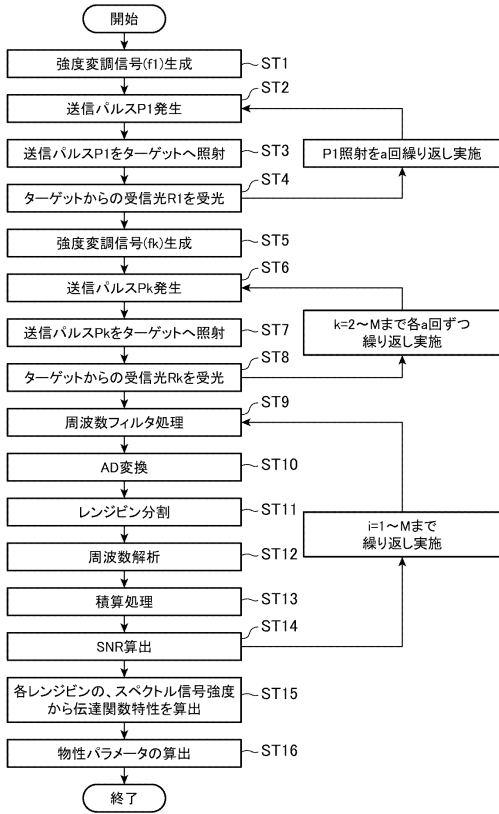 開始
強度変調信号(f1)生成
ST1
送信パルスP1発生
ST2
送信パルスP1をターゲットへ照射
ST3
P1照射をa回繰り返し実施
ターゲットからの受信光R1を受光
ST4
強度変調信号(fk)生成
ST5
送信パルスPk発生
ST6
送信パルスPkをターゲットへ照射
ST7
k=2～Mまで各a回ずつ
繰り返し実施
ターゲットからの受信光Rkを受光
ST8
周波数フィルタ処理
ST9
AD変換
ST10
レンジビン分割
ST11
i=1～Mまで
繰り返し実施
周波数解析
ST12
積算処理
ST13
SNR算出
ST14
各レンジビンの、スペクトル信号強度
から伝達関数特性を算出
ST15
物性パラメータの算出
ST16
終了